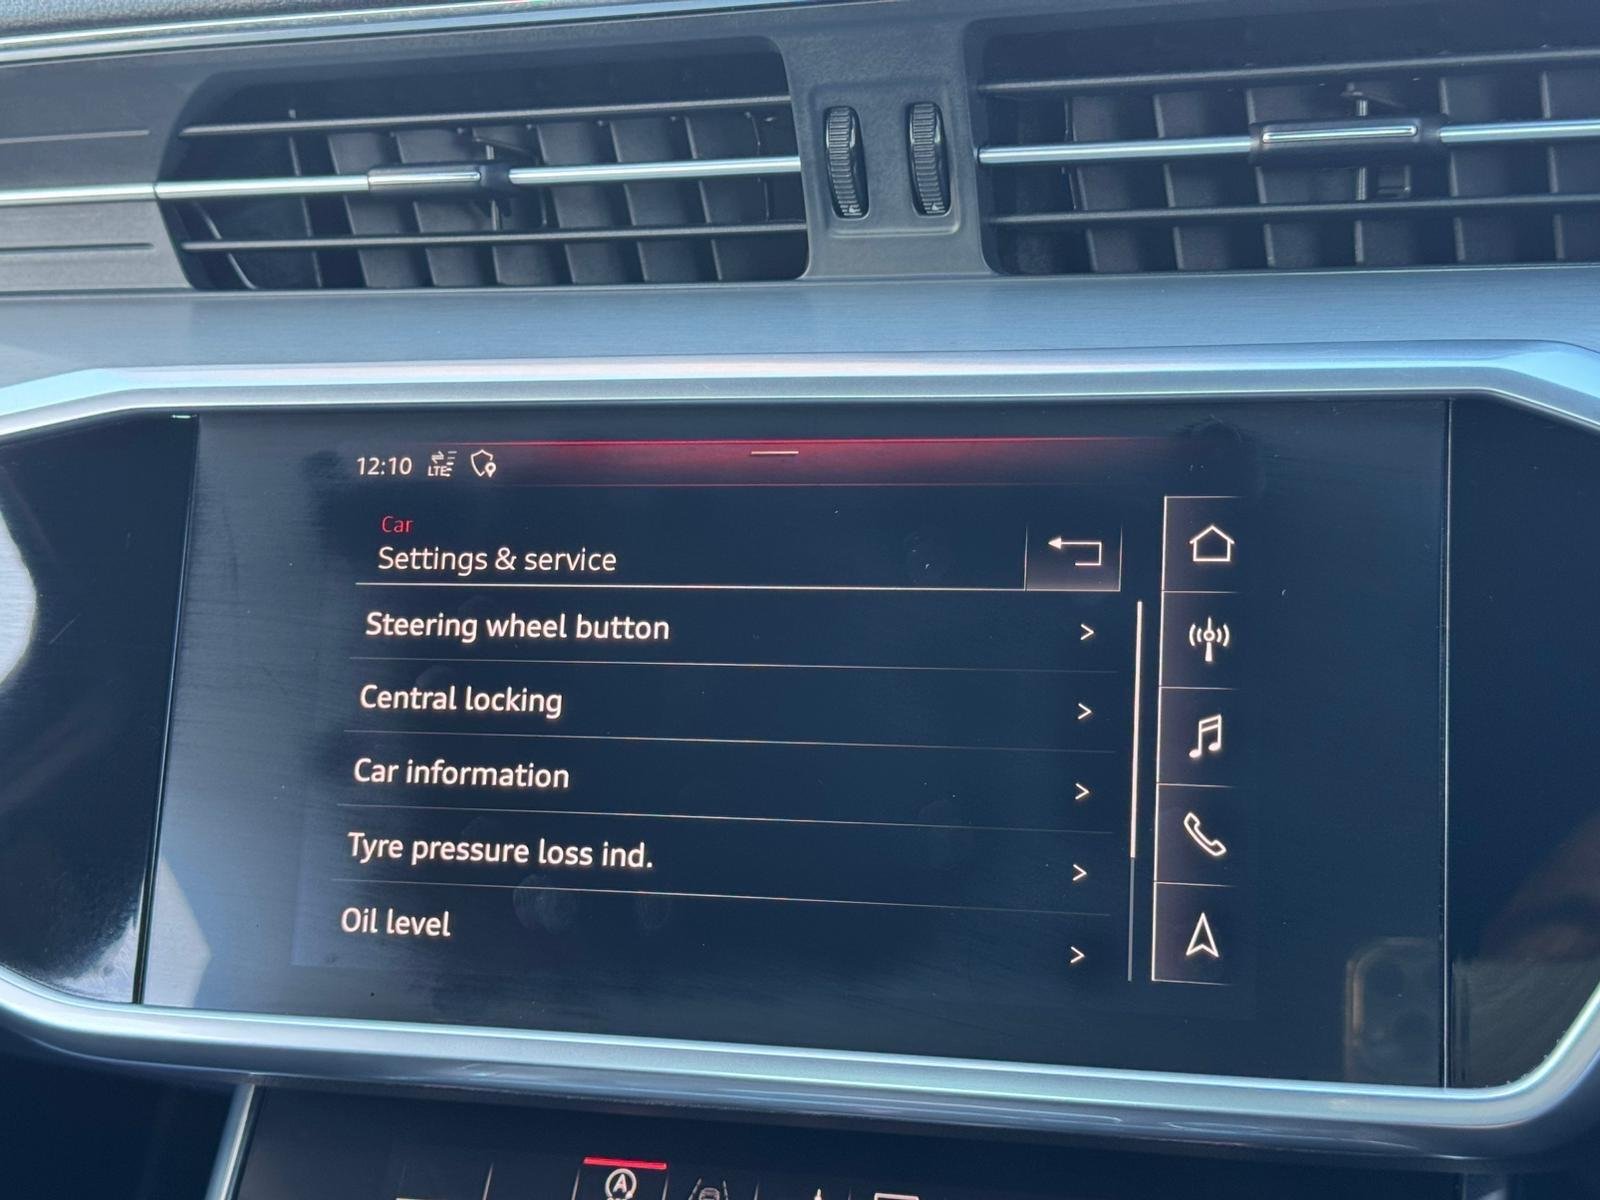 12:10 LTE
Car
Settings & service
Steering wheel button
Central locking
Car information
Tyre pressure loss ind.
Oil level
A